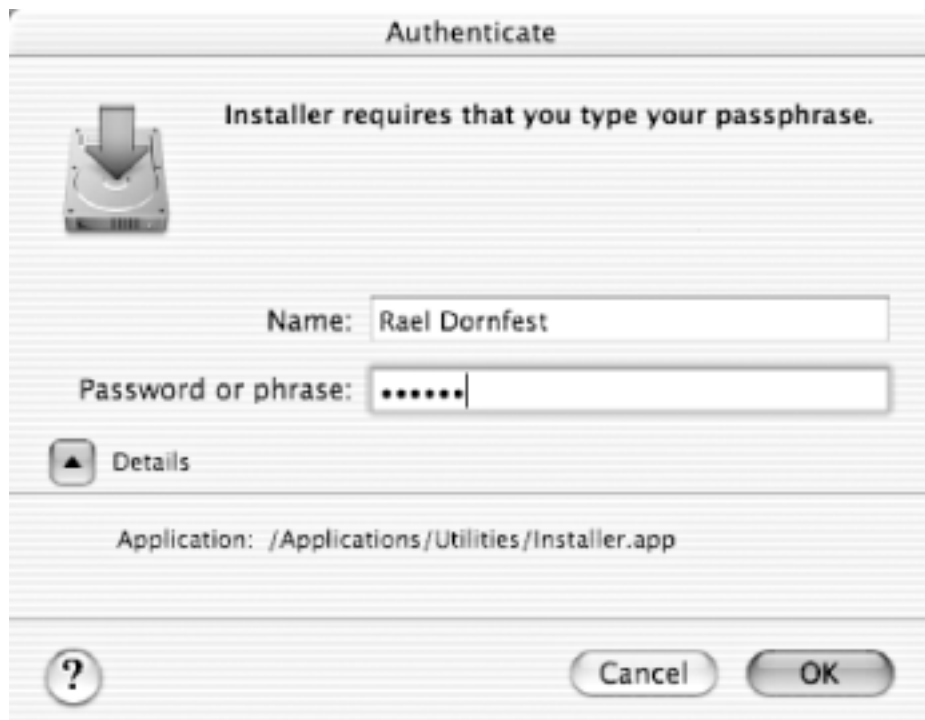 Authenticate
Installer requires that you type your passphrase.
Name: Rael Dornfest
Password or phrase: ••••••
Details
Application: /Applications/Utilities/Installer.app
? Cancel OK